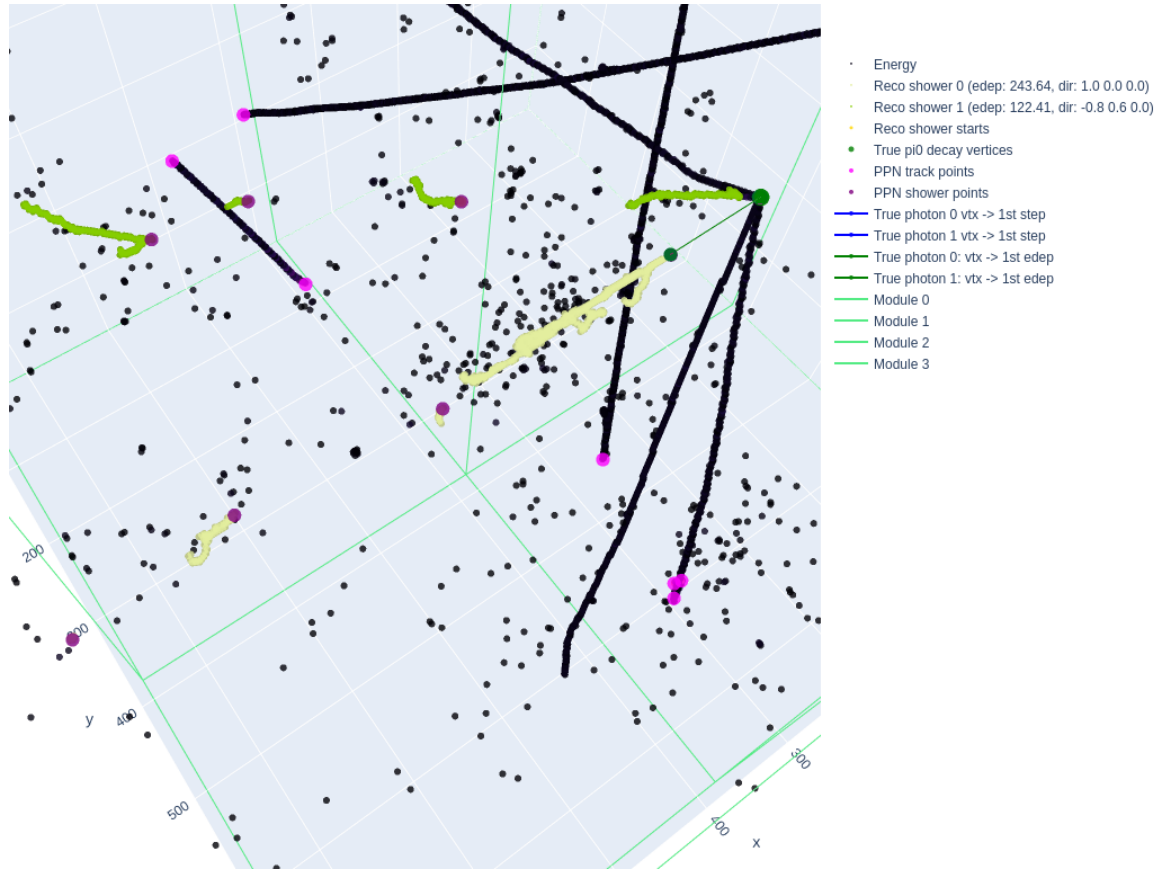 Energy
Reco shower 0 (edep: 243.64, dir: 1.0 0.0 0.0)
Reco shower 1 (edep: 122.41, dir: -0.8 0.6 0.0)
Reco shower starts
True pi0 decay vertices
PPN track points
PPN shower points
True photon 0 vtx -> 1st step
True photon 1 vtx -> 1st step
True photon 0: vtx -> 1st edep
True photon 1: vtx -> 1st edep
Module 0
Module 1
Module 2
Module 3
200
y
400
500
300
400
x